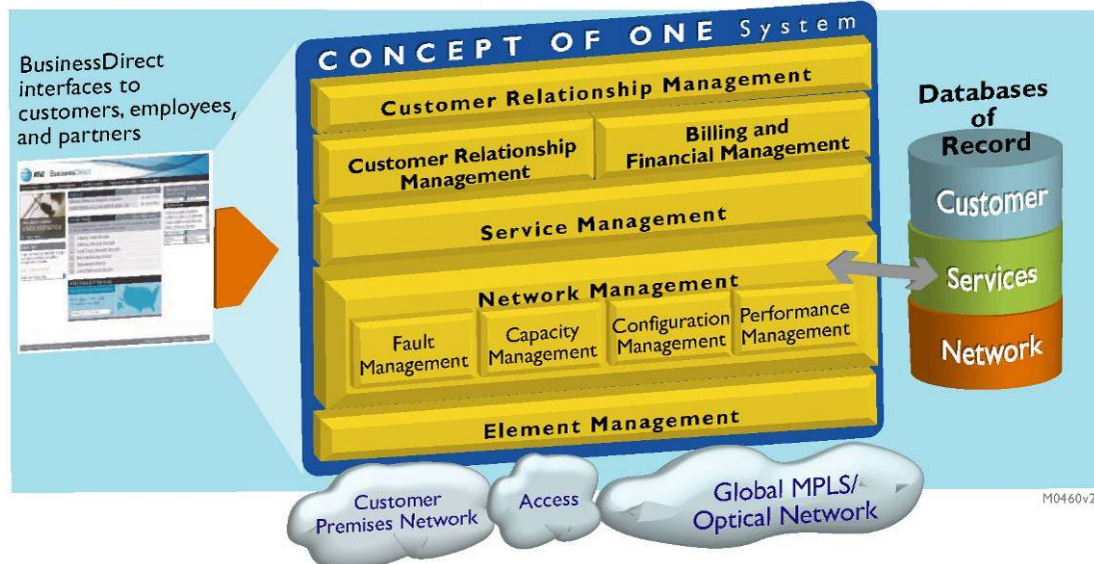 BusinessDirect
interfaces to
customers, employees,
and partners
at&t BusinessDirect
CONCEPT OF ONE System
Customer Relationship Management
Customer Relationship
Management
Billing and
Financial Management
Service Management
Network Management
Fault
Management
Capacity
Management
Configuration
Management
Performance
Management
Element Management
Customer
Premises Network
Access
Global MPLS/
Optical Network
Databases
of
Record
Customer
Services
Network
M0460v2